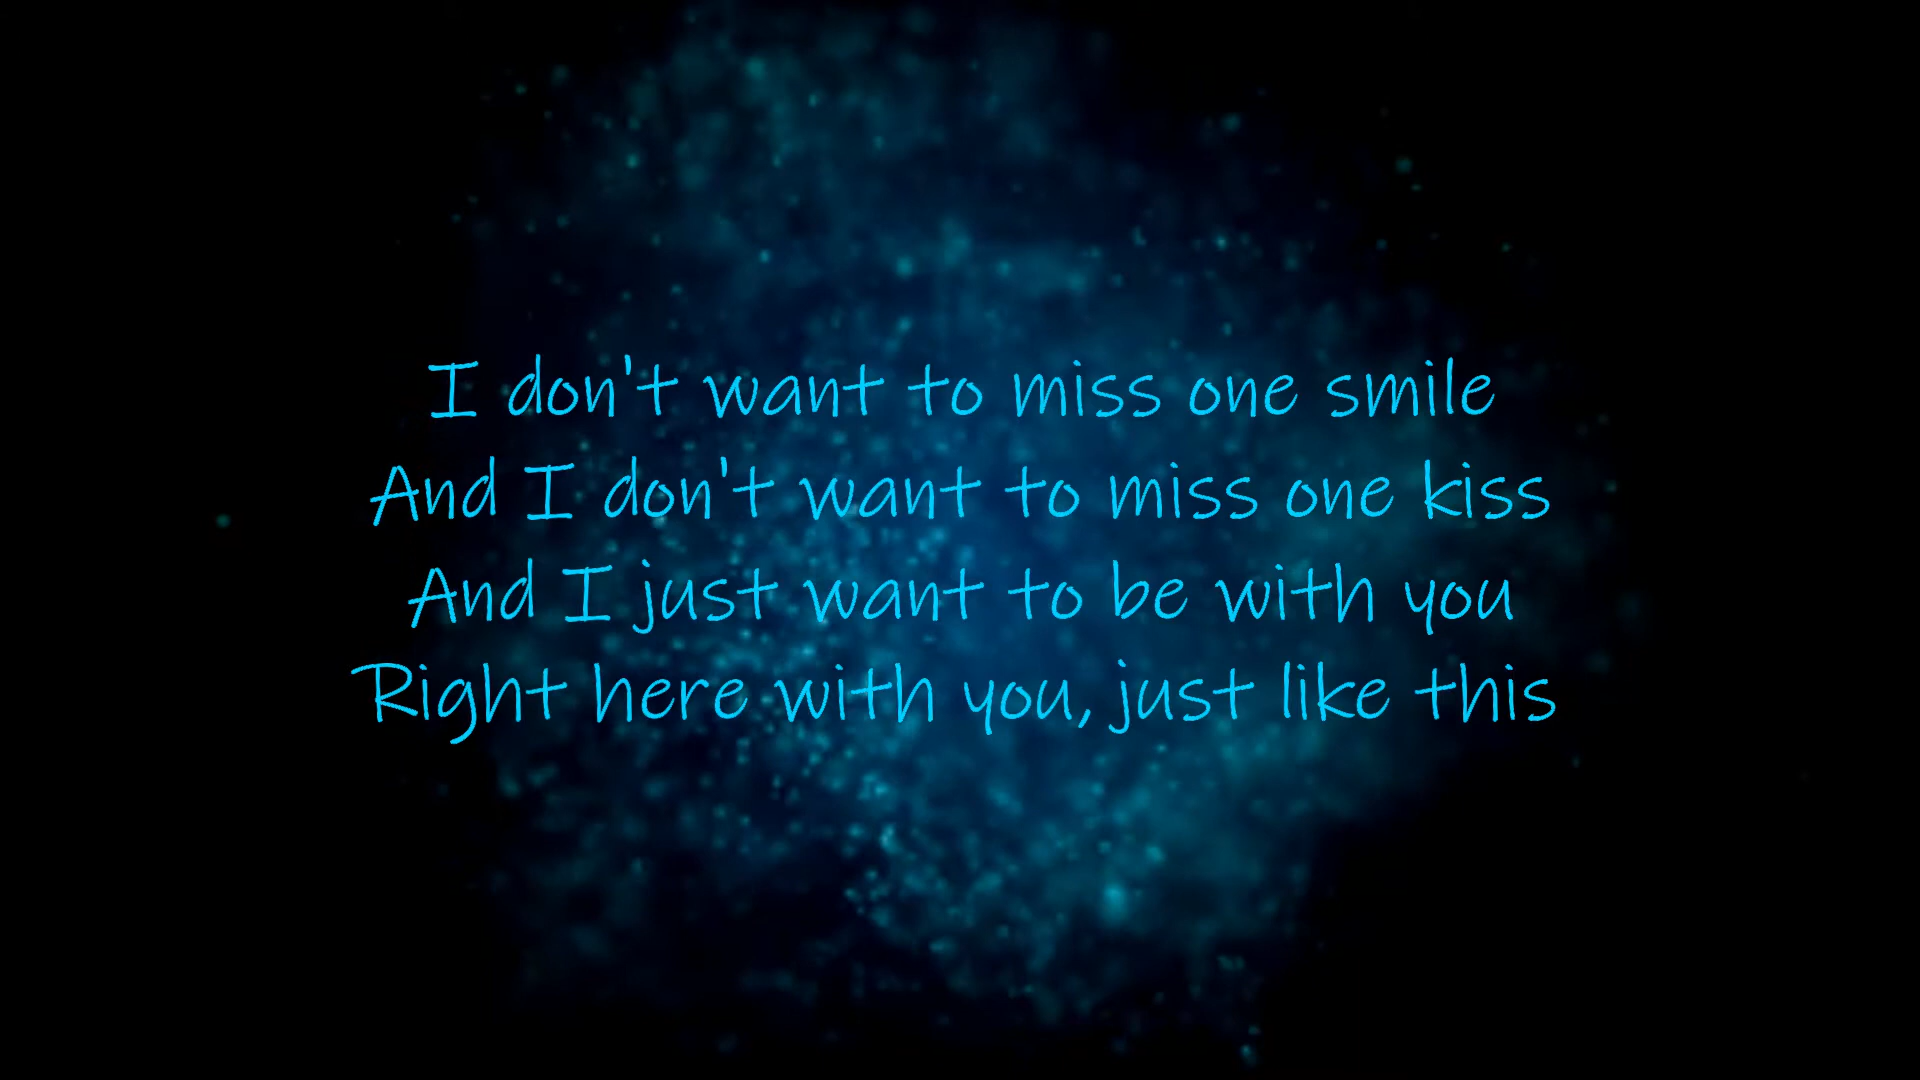 I don't want to miss one smile
And I don't want to miss one kiss
And I just want to be with you
Right here with you, just like this